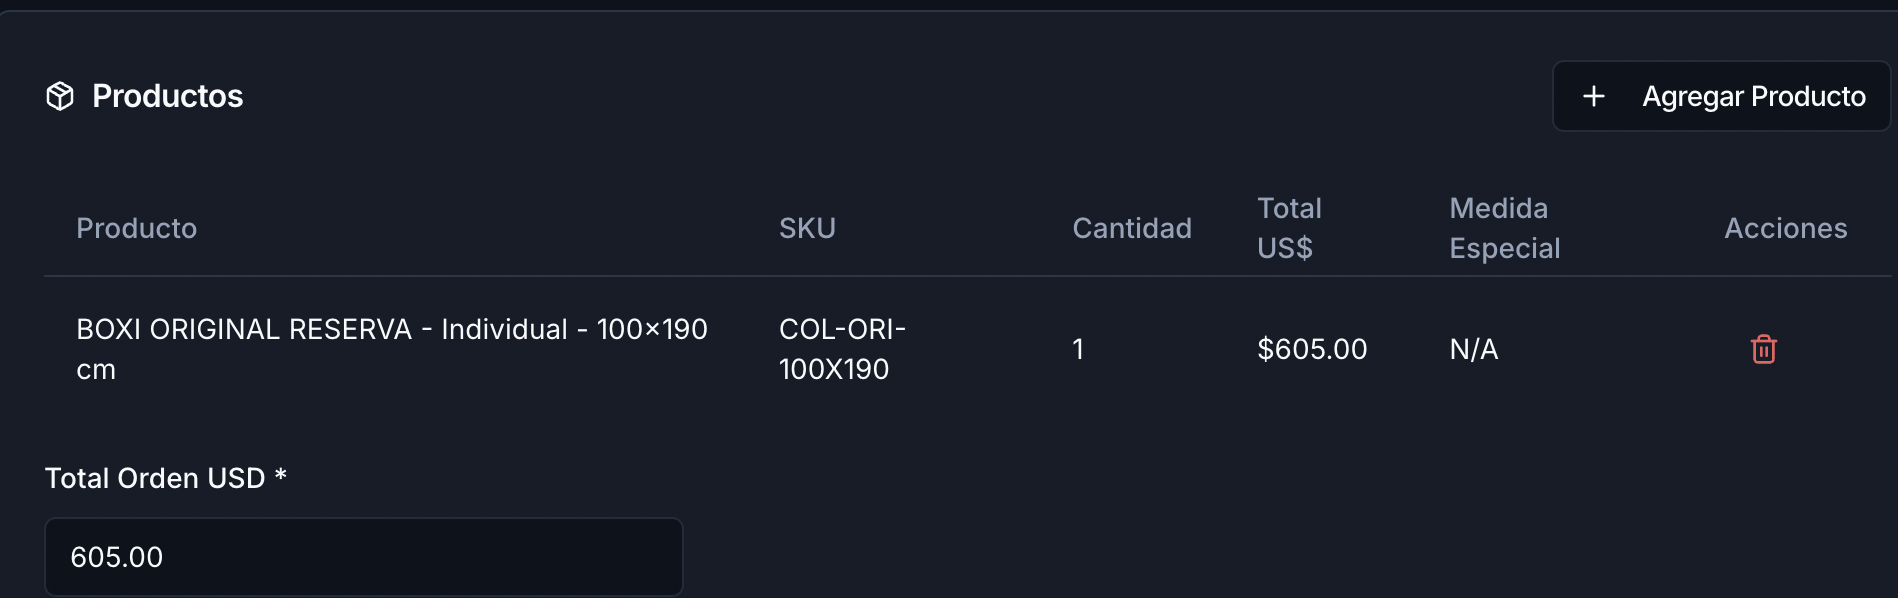 Productos
+ Agregar Producto
Producto
SKU
Cantidad
Total
US$
Medida
Especial
Acciones
BOXI ORIGINAL RESERVA - Individual - 100×190
cm
COL-ORI-
100X190
1
$605.00
N/A
Total Orden USD *
605.00